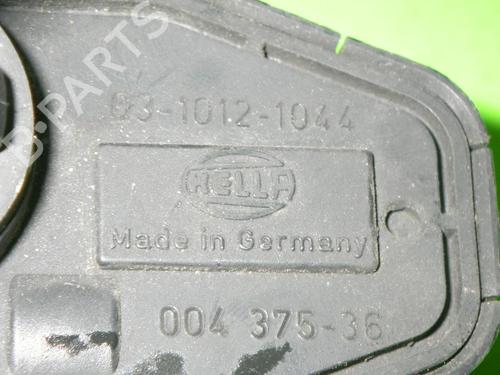 B-PARTS
03-1012-1044
HELLA
Made in Germany
004 375-36